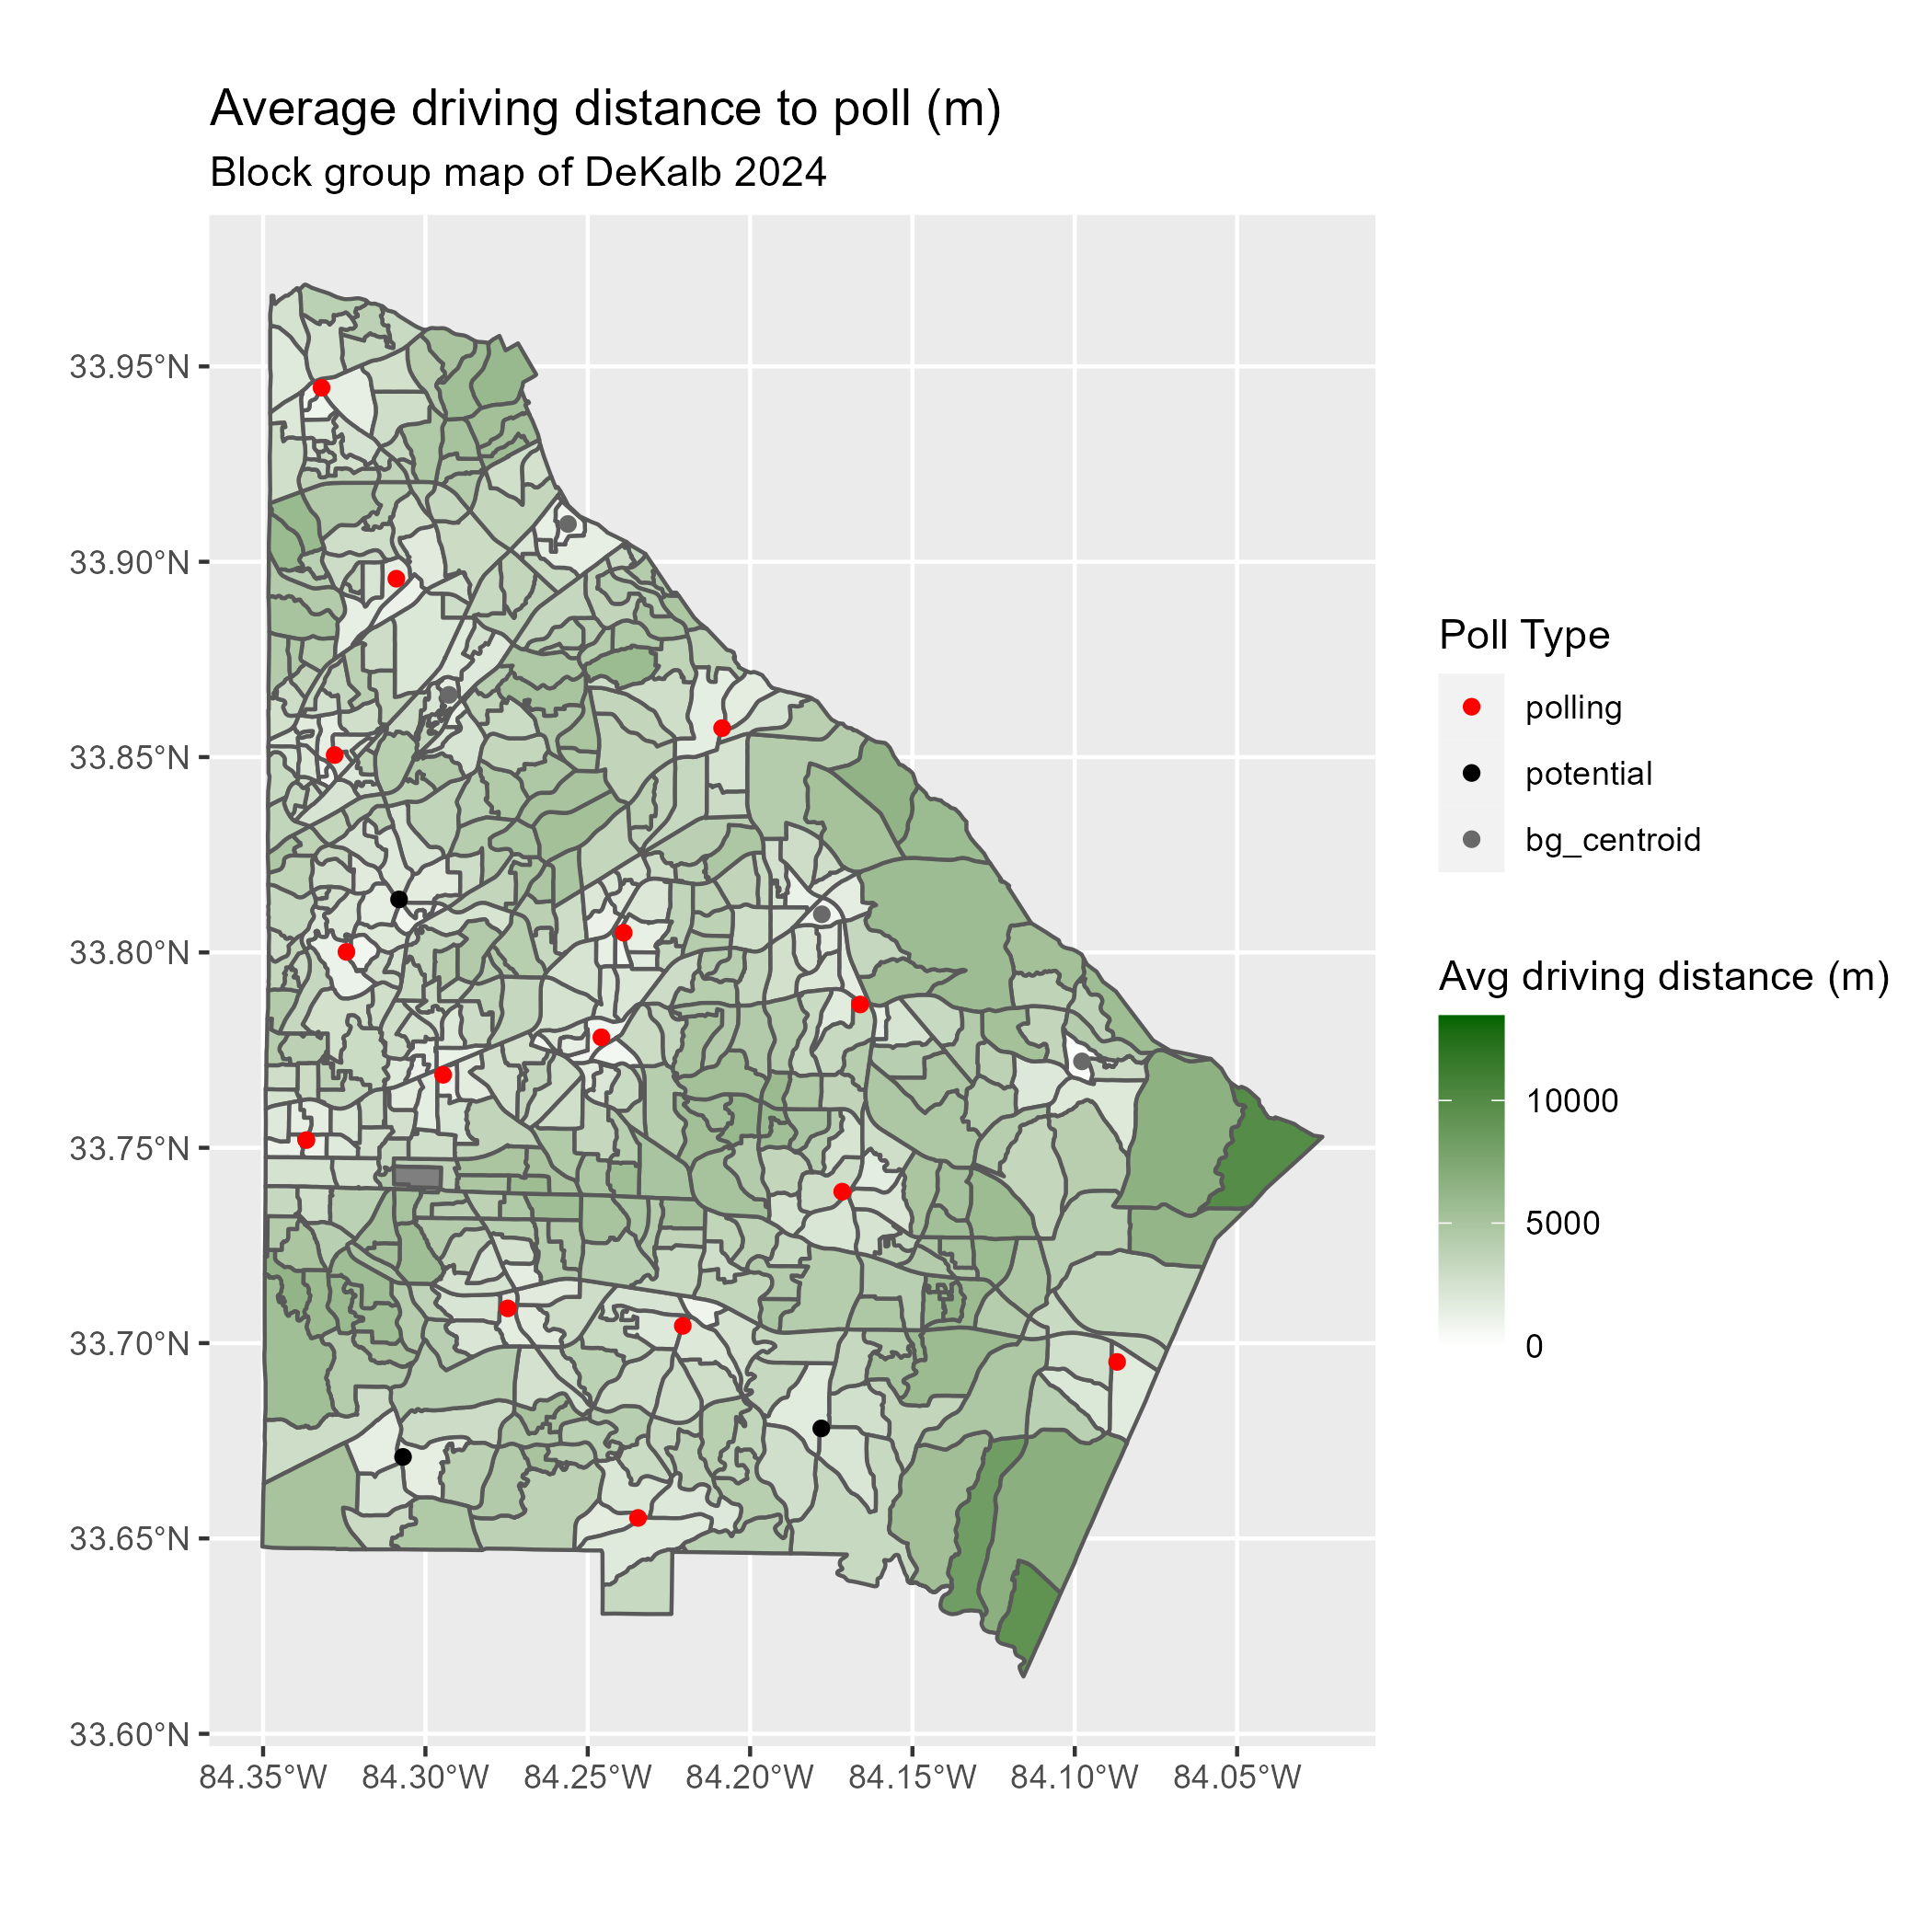 Average driving distance to poll (m)
Block group map of DeKalb 2024
33.95°N
33.90°N
33.85°N
33.80°N
33.75°N
33.70°N
33.65°N
33.60°N
84.35°W
84.30°W
84.25°W
84.20°W
84.15°W
84.10°W
84.05°W
Poll Type
polling
potential
bg_centroid
Avg driving distance (m)
10000
5000
0